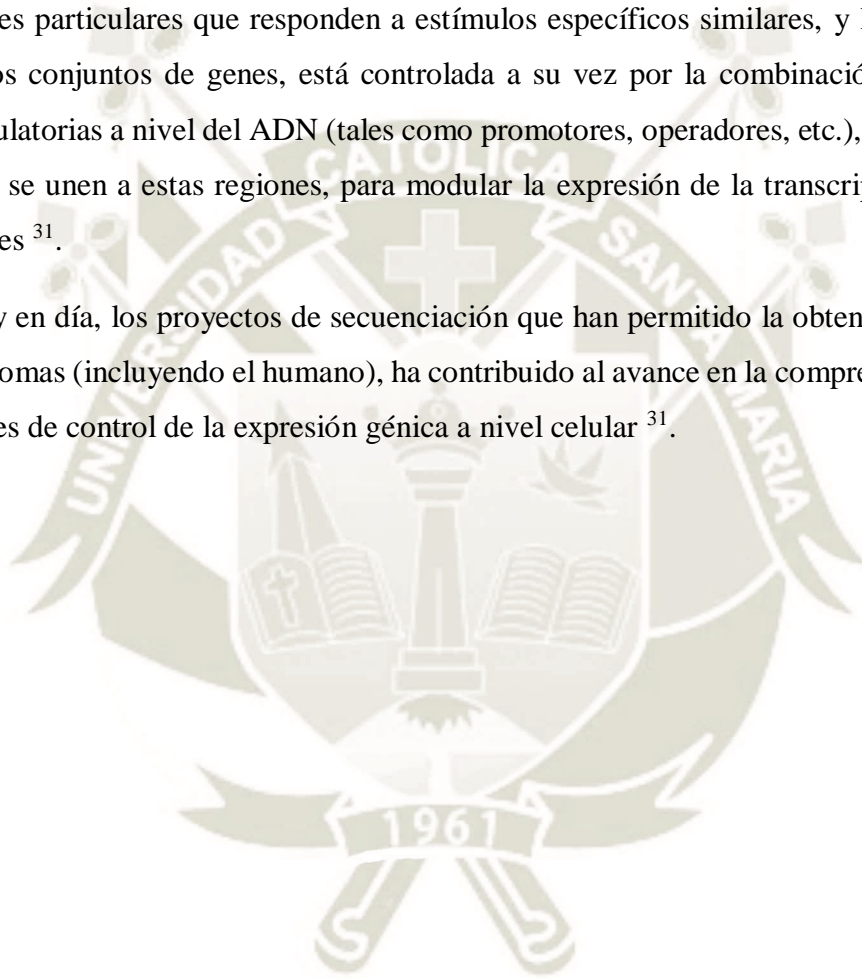 es particulares que responden a estímulos específicos similares, y
os conjuntos de genes, está controlada a su vez por la combinació
ulatorias a nivel del ADN (tales como promotores, operadores, etc.),
se unen a estas regiones, para modular la expresión de la transcrip
es 31.
y en día, los proyectos de secuenciación que han permitido la obten
omas (incluyendo el humano), ha contribuido al avance en la compre
es de control de la expresión génica a nivel celular 31.
UNIVERSIDAD CATOLICA SANTA MARIA
1961